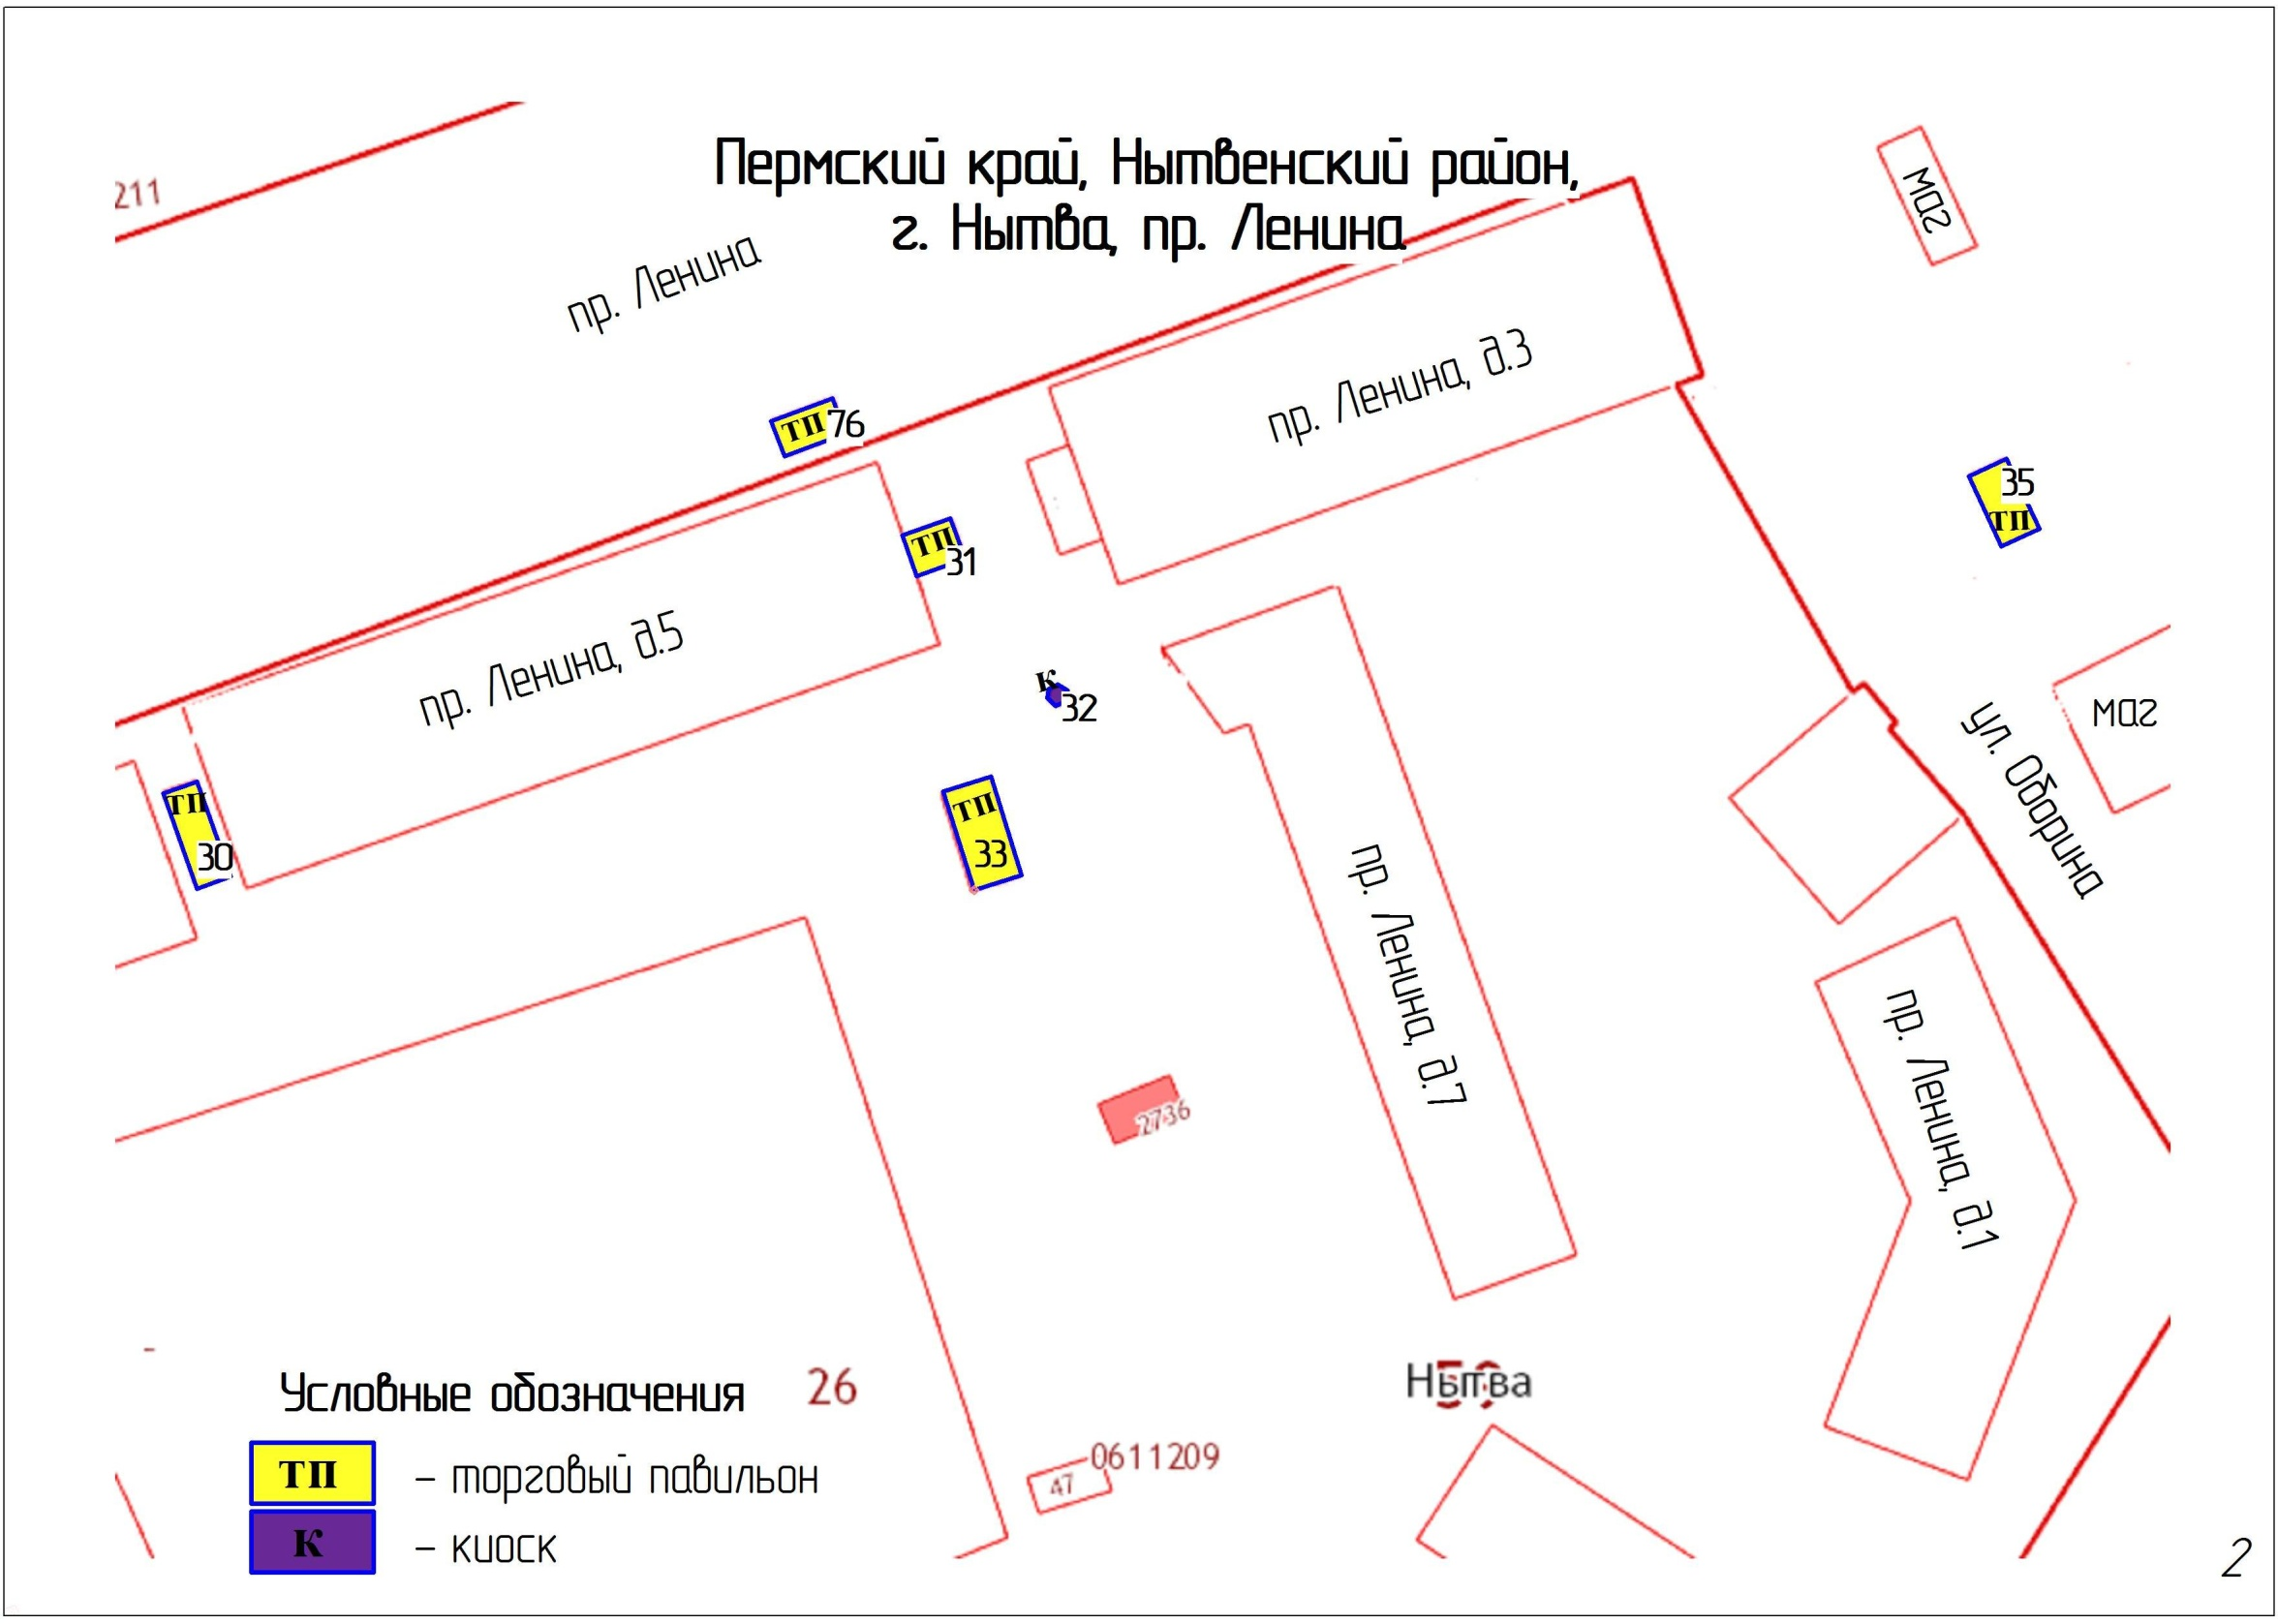 Пермский край, Нытвенский район,
г. Нытва, пр. Ленина
211
маг
пр. Ленина
пр. Ленина, д.3
ТП 76
35
ТП
ТП
31
пр. Ленина, д.5
К
32
маг
ул. Оборина
ТП
30
ТП
33
пр. Ленина, д.7
пр. Ленина, д.1
2736
Условные обозначения
26
Нытва
59
ТП – торговый павильон
0611209
47
К – киоск
2